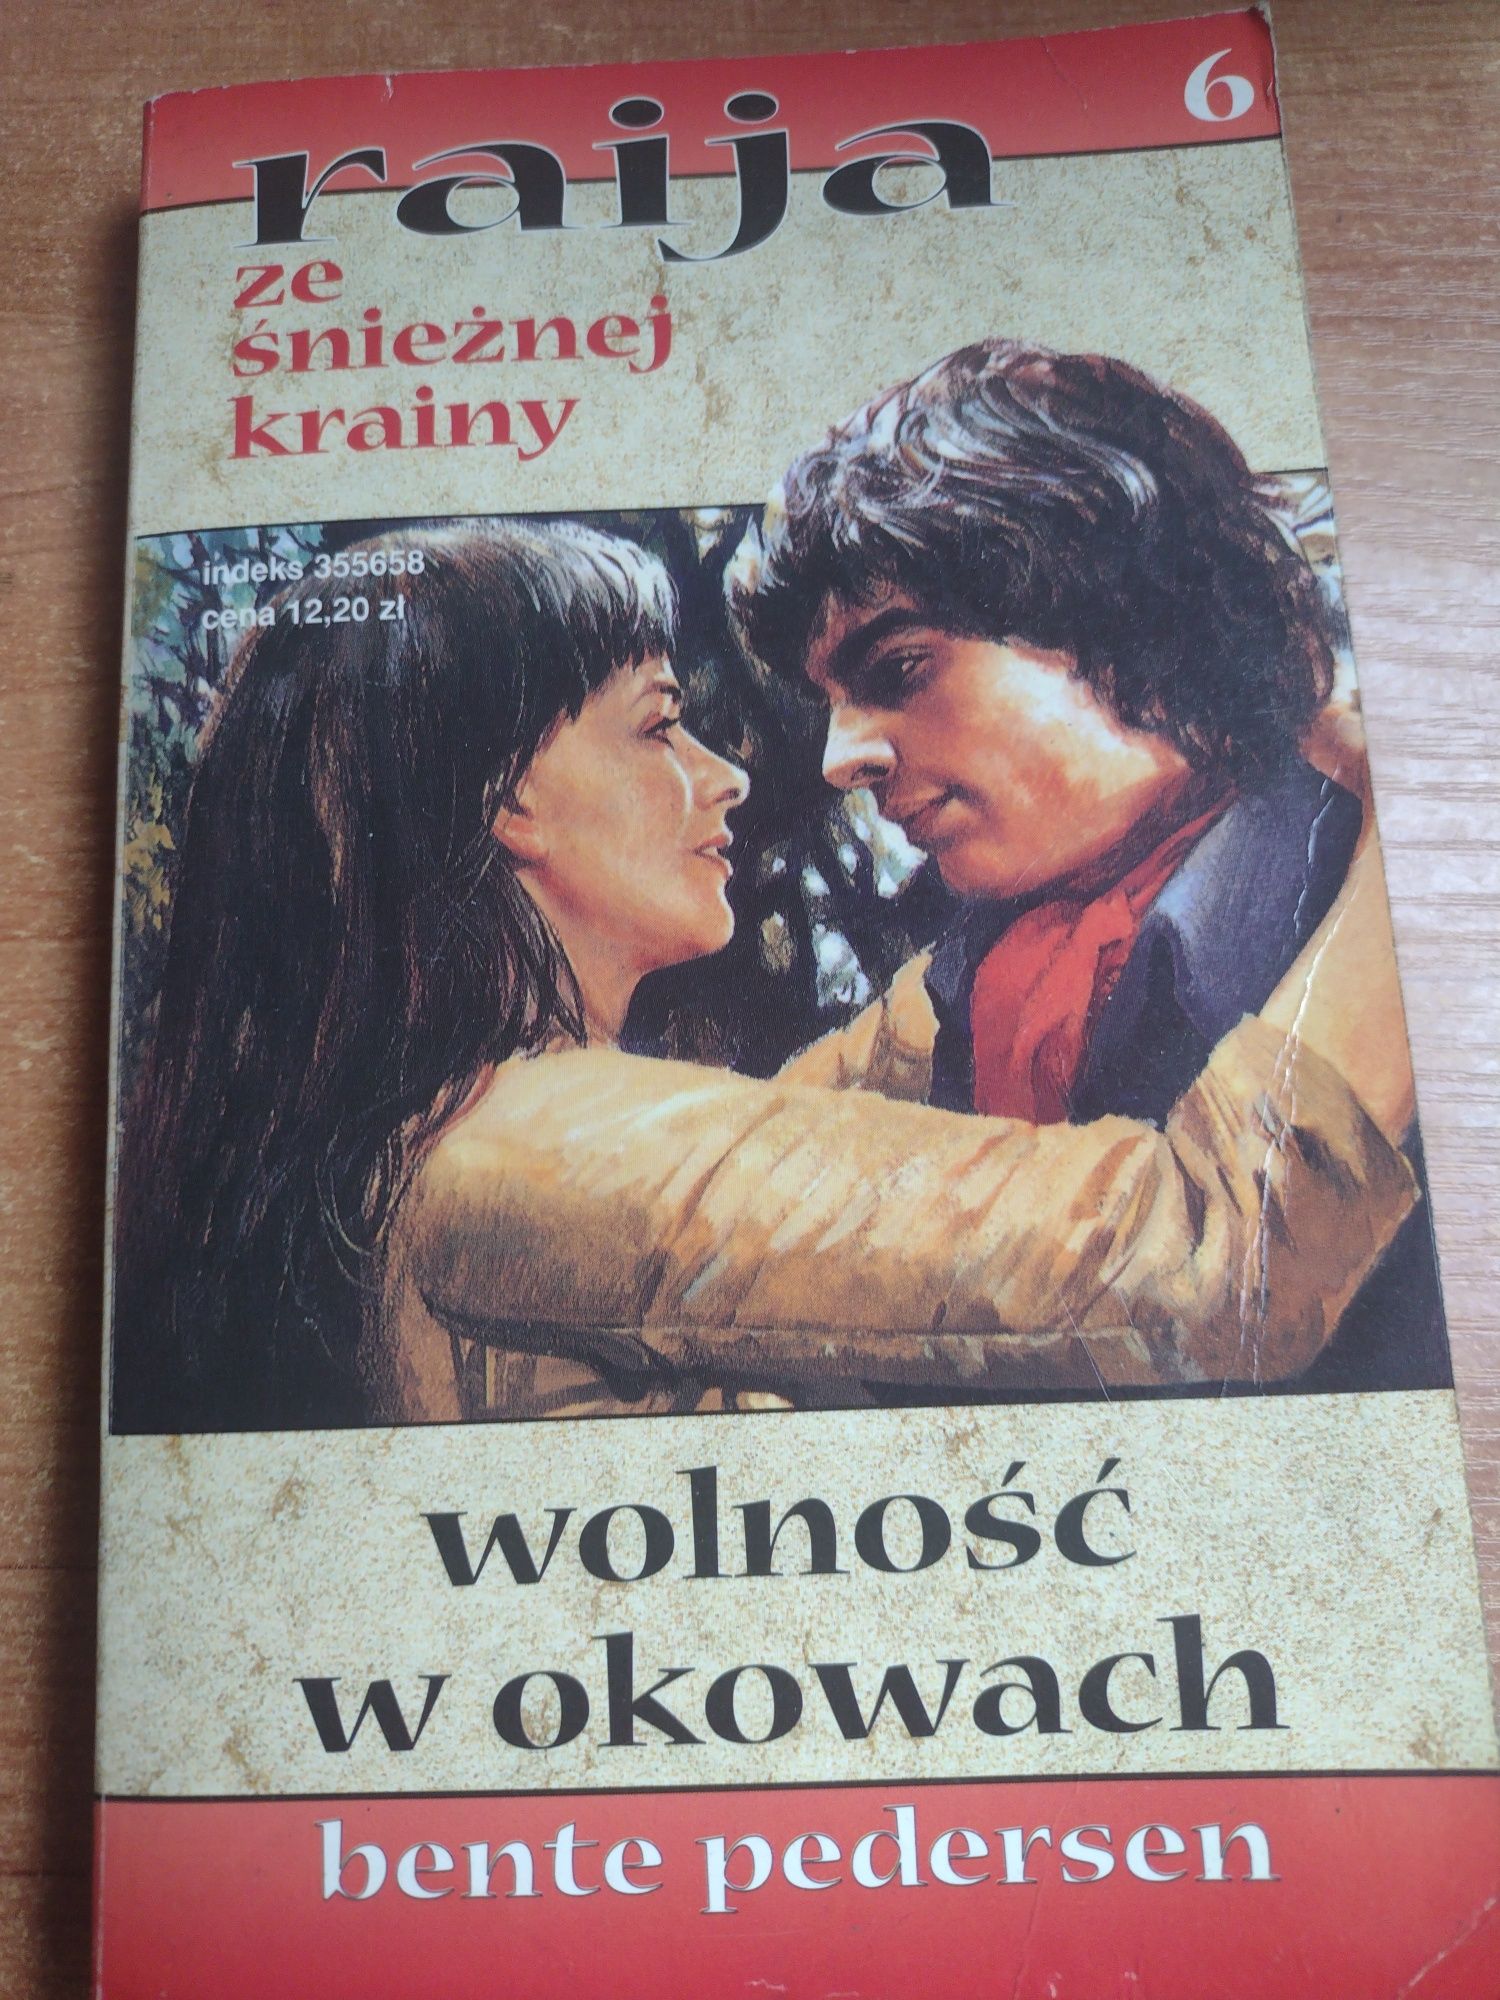 6
raija
ze
śnieżnej
krainy
indeks 355658
cena 12,20 zł
wolność
w okowach
bente pedersen